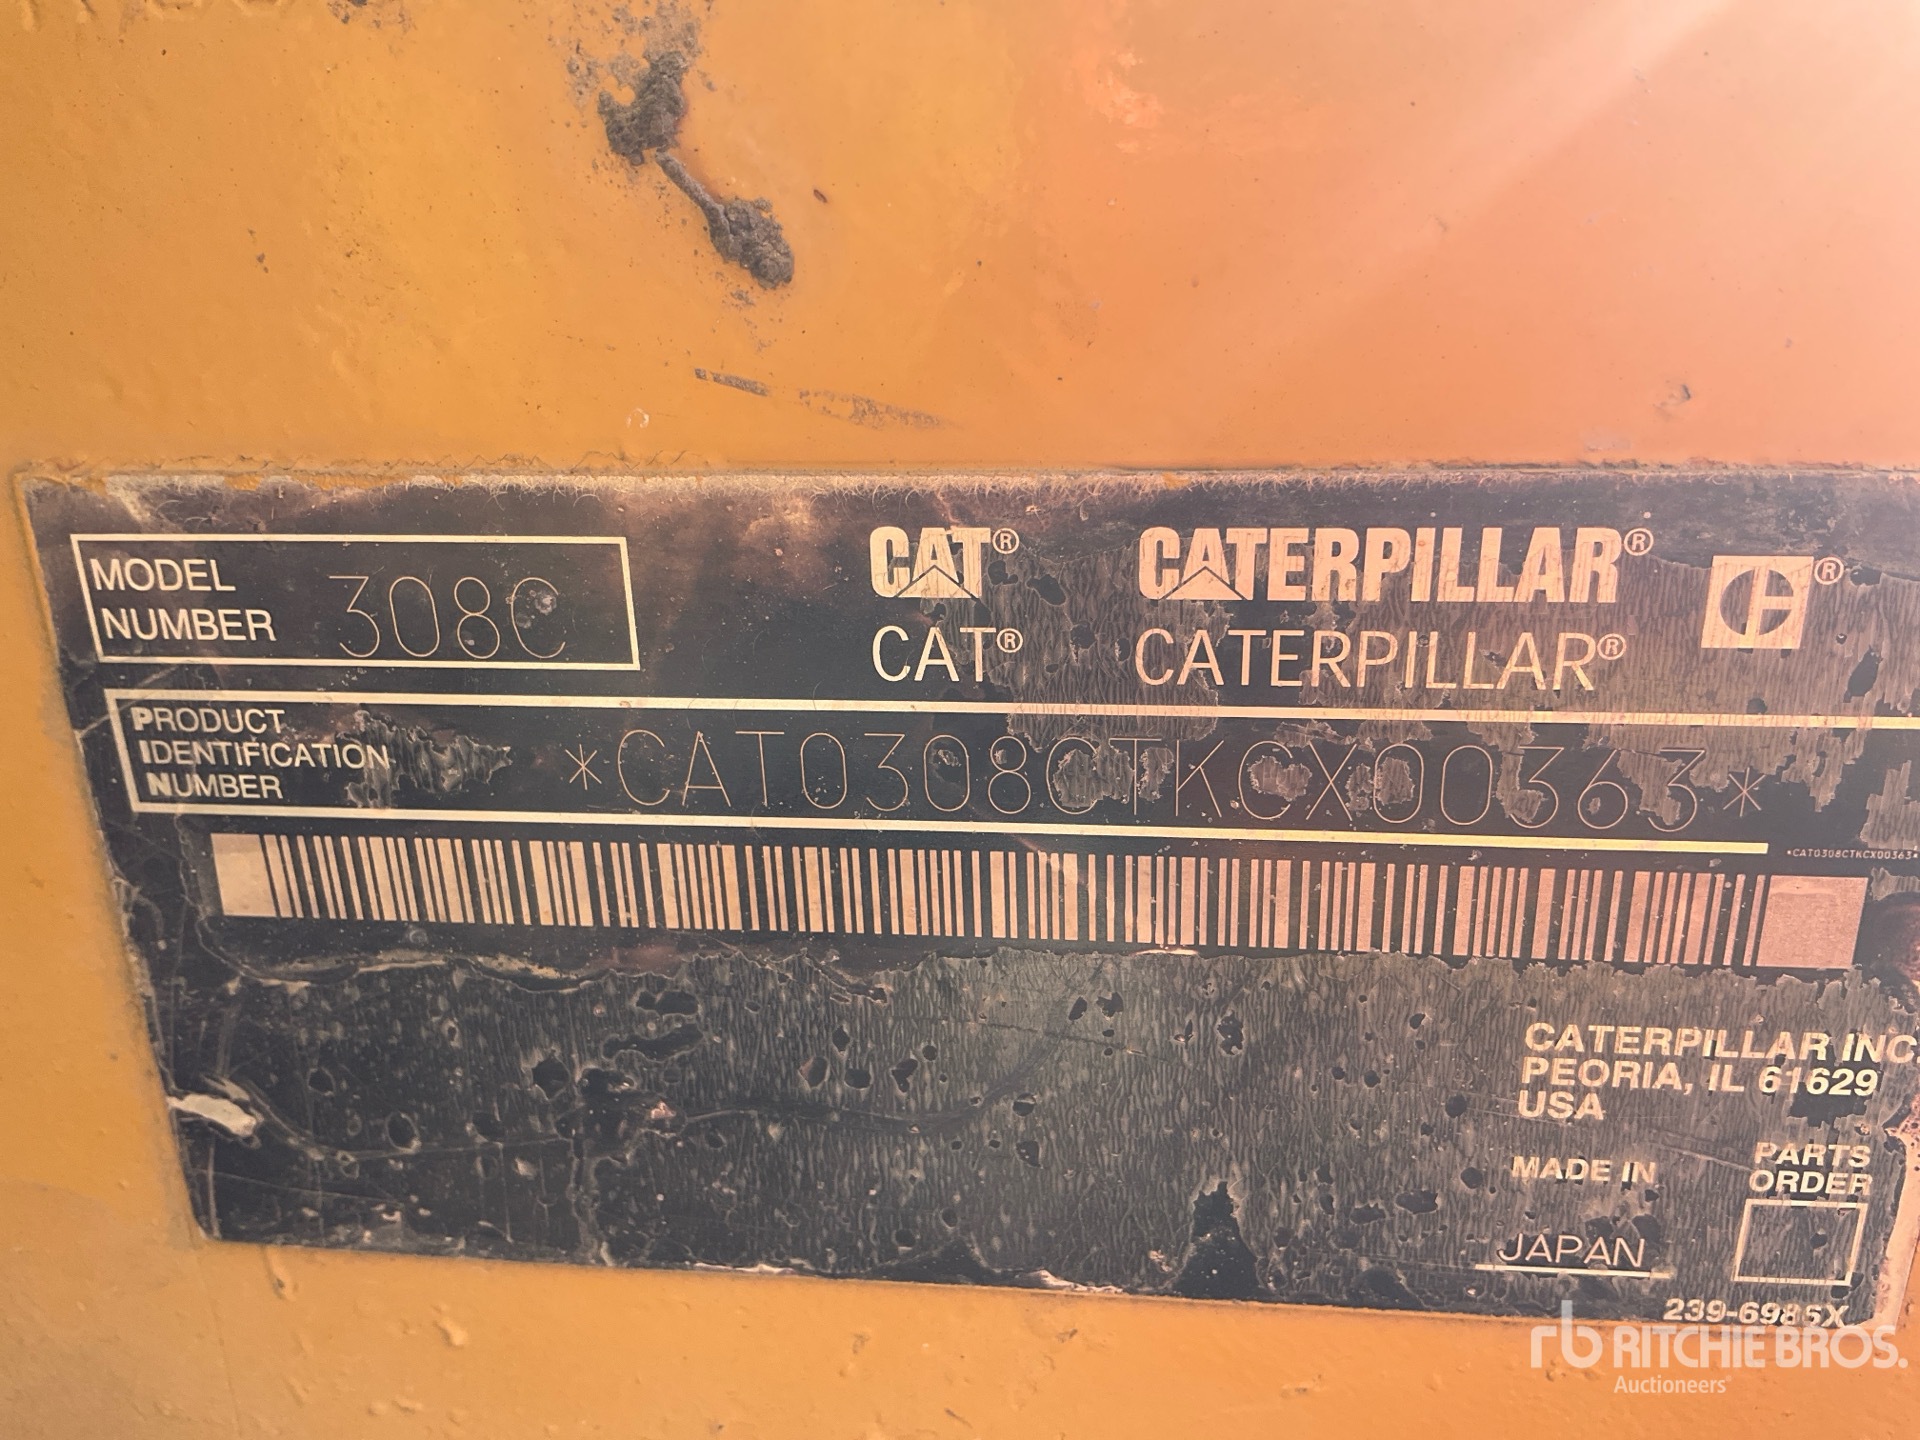 MODEL
NUMBER
308C
CAT® CATERPILLAR® ®
CAT® CATERPILLAR®
PRODUCT
IDENTIFICATION
NUMBER
*CAT0308CTKCX00363*
*CAT0308CTKCX00363*
CATERPILLAR INC.
PEORIA, IL 61629
USA
MADE IN
JAPAN
PARTS
ORDER
239-6985X
rb RITCHIE BROS.
Auctioneers